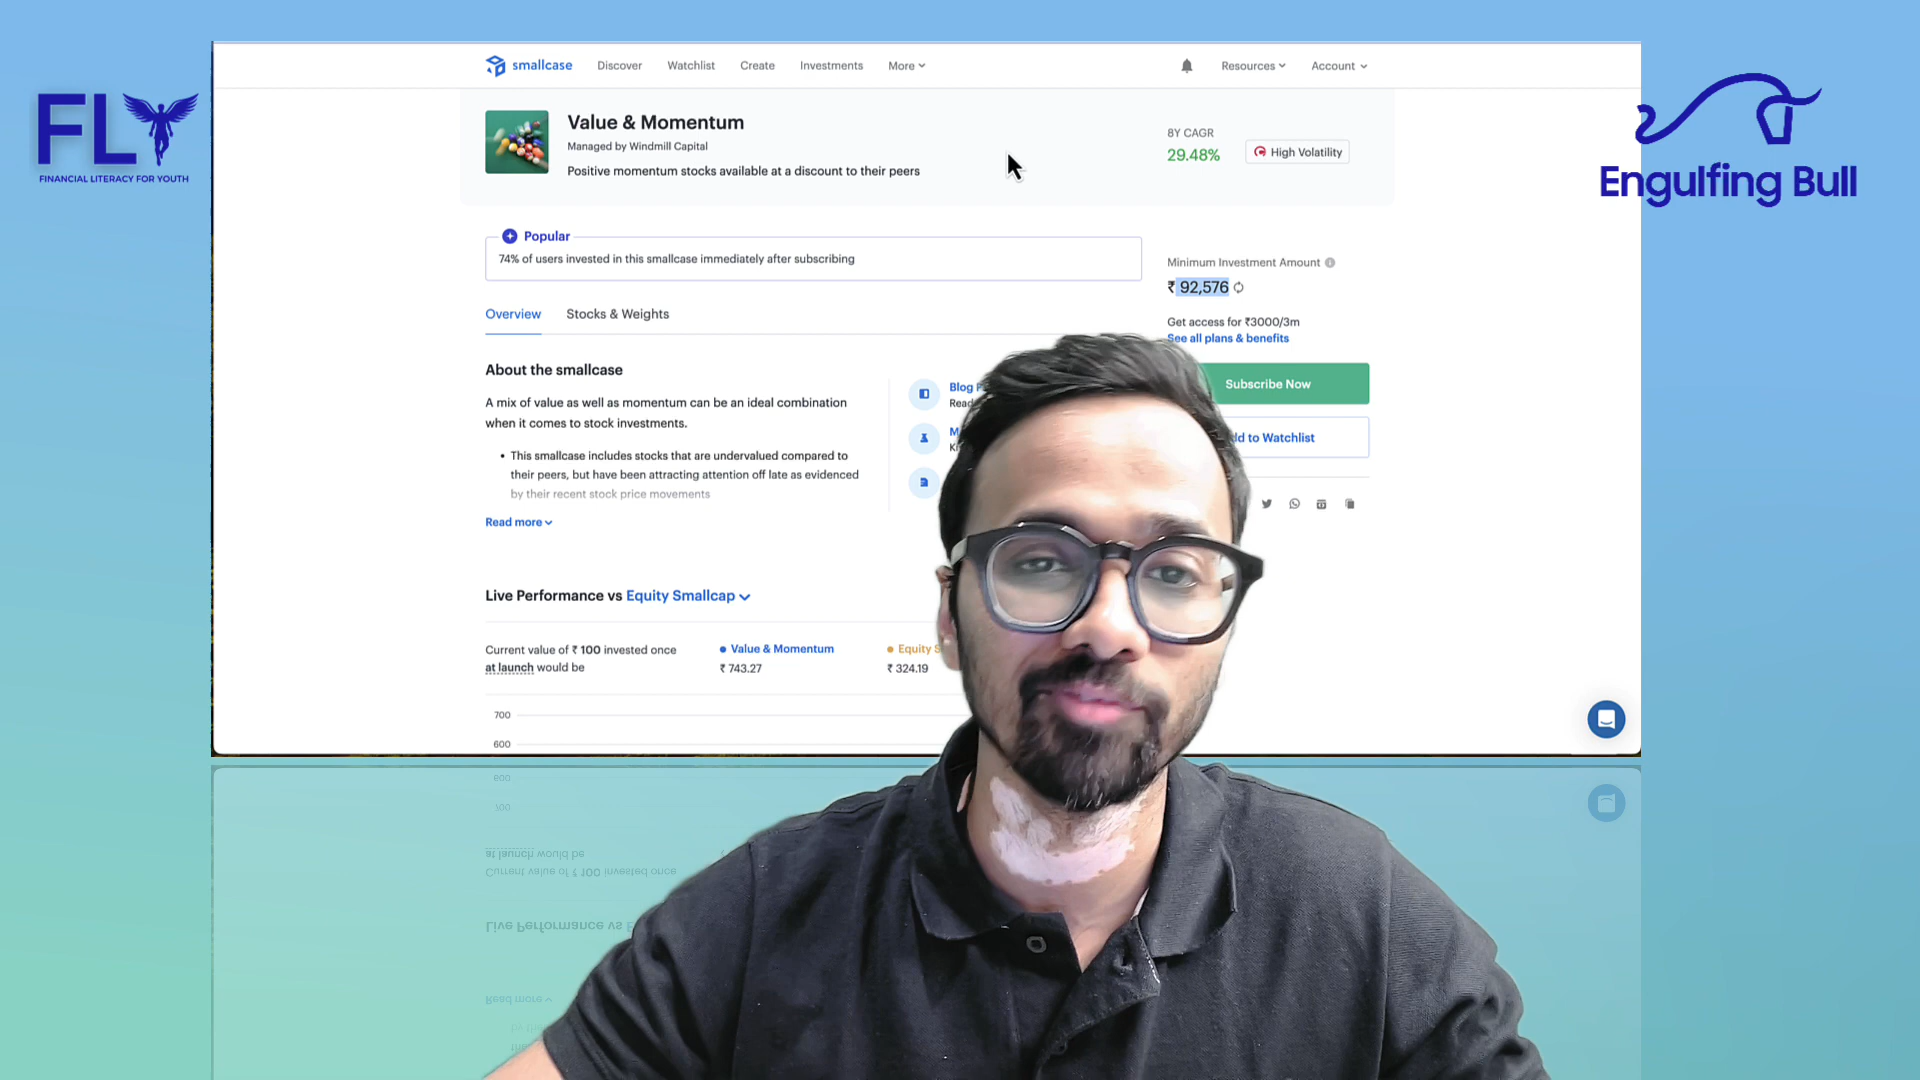 FLY
FINANCIAL LITERACY FOR YOUTH
Engulfing Bull
smallcase Discover Watchlist Create Investments More Resources Account
Value & Momentum
Managed by Windmill Capital
Positive momentum stocks available at a discount to their peers
8Y CAGR
29.48%
High Volatility
Popular
74% of users invested in this smallcase immediately after subscribing
Minimum Investment Amount
₹ 92,576
Get access for ₹3000/3m
See all plans & benefits
Subscribe Now
to Watchlist
Overview Stocks & Weights
About the smallcase
A mix of value as well as momentum can be an ideal combination
when it comes to stock investments.
• This smallcase includes stocks that are undervalued compared to
their peers, but have been attracting attention off late as evidenced
by their recent stock price movements
Read more
Blog
Read
Live Performance vs Equity Smallcap
Current value of ₹ 100 invested once
at launch would be
Value & Momentum
₹ 743.27
Equity
₹ 324.19
700
600